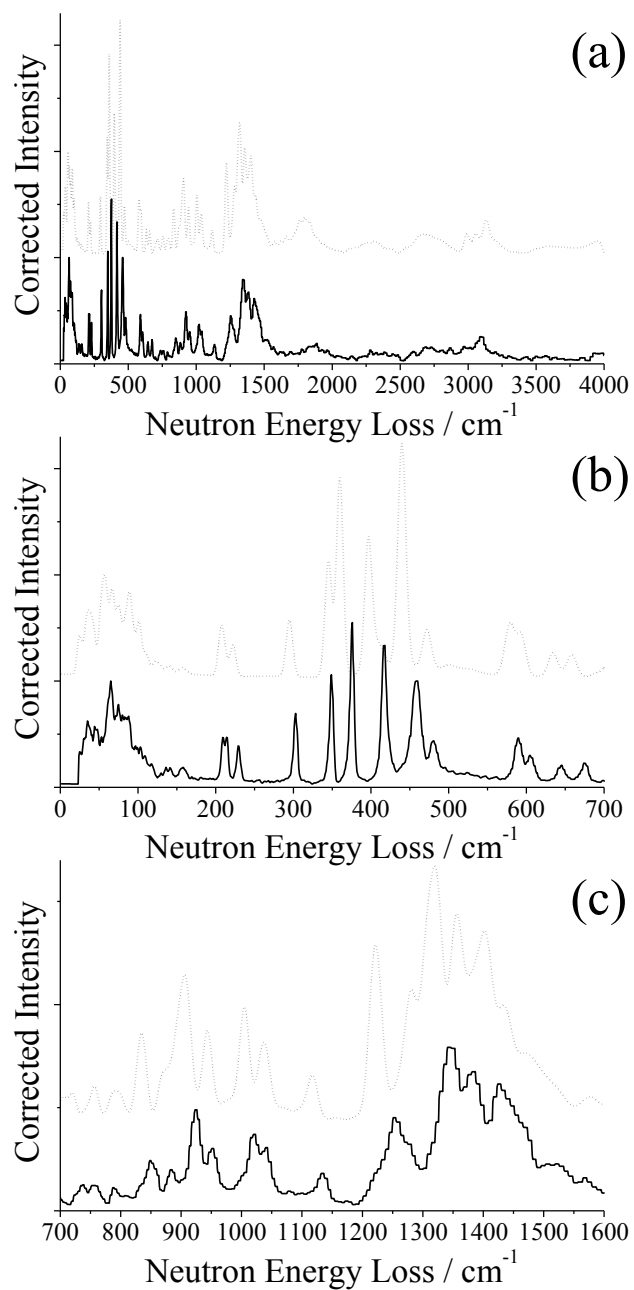 (a)
Corrected Intensity
0 500 1000 1500 2000 2500 3000 3500 4000
Neutron Energy Loss / cm⁻¹
(b)
Corrected Intensity
0 100 200 300 400 500 600 700
Neutron Energy Loss / cm⁻¹
(c)
Corrected Intensity
700 800 900 1000 1100 1200 1300 1400 1500 1600
Neutron Energy Loss / cm⁻¹